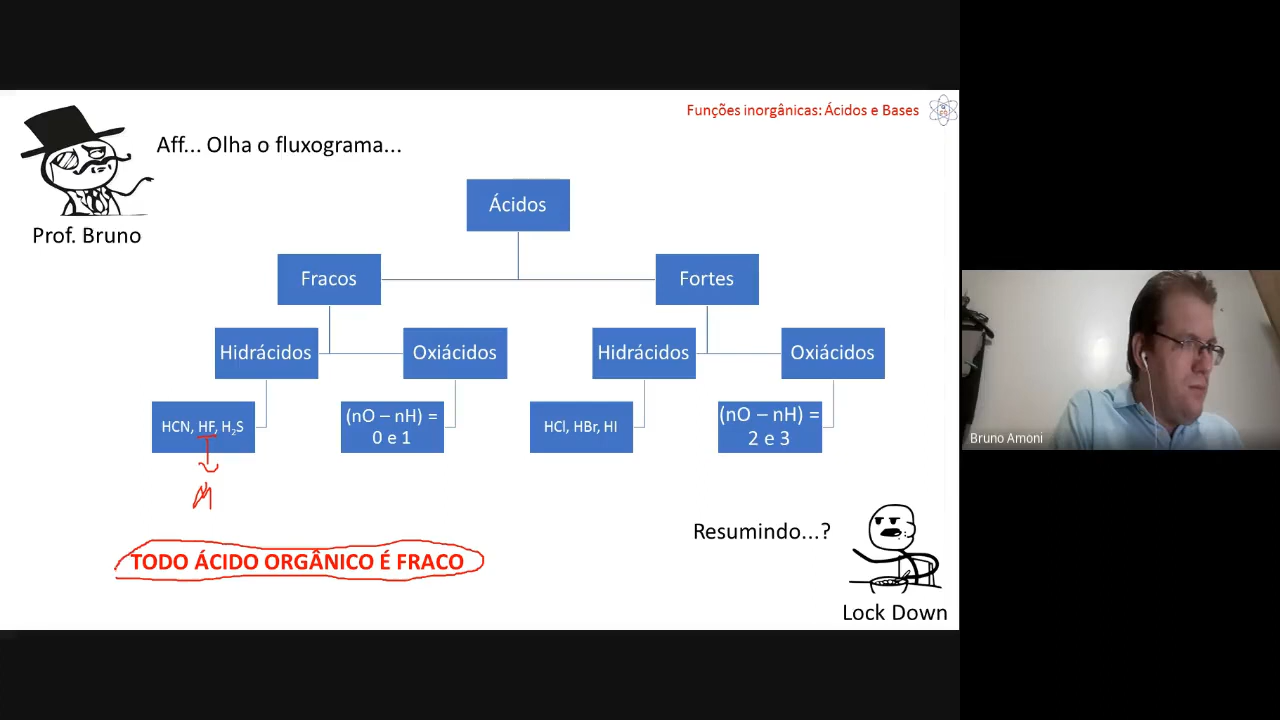 Funções inorgânicas: Ácidos e Bases
Aff... Olha o fluxograma...
Prof. Bruno
Ácidos
Fracos
Fortes
Hidrácidos
Oxiácidos
Hidrácidos
Oxiácidos
HCN, HF, H₂S
(nO – nH) =
0 e 1
HCl, HBr, HI
(nO – nH) =
2 e 3
M
TODO ÁCIDO ORGÂNICO É FRACO
Resumindo...?
Lock Down
Bruno Amoni